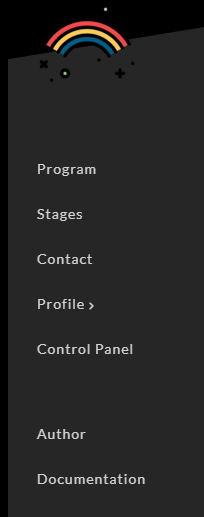 Program
Stages
Contact
Profile ›
Control Panel
Author
Documentation